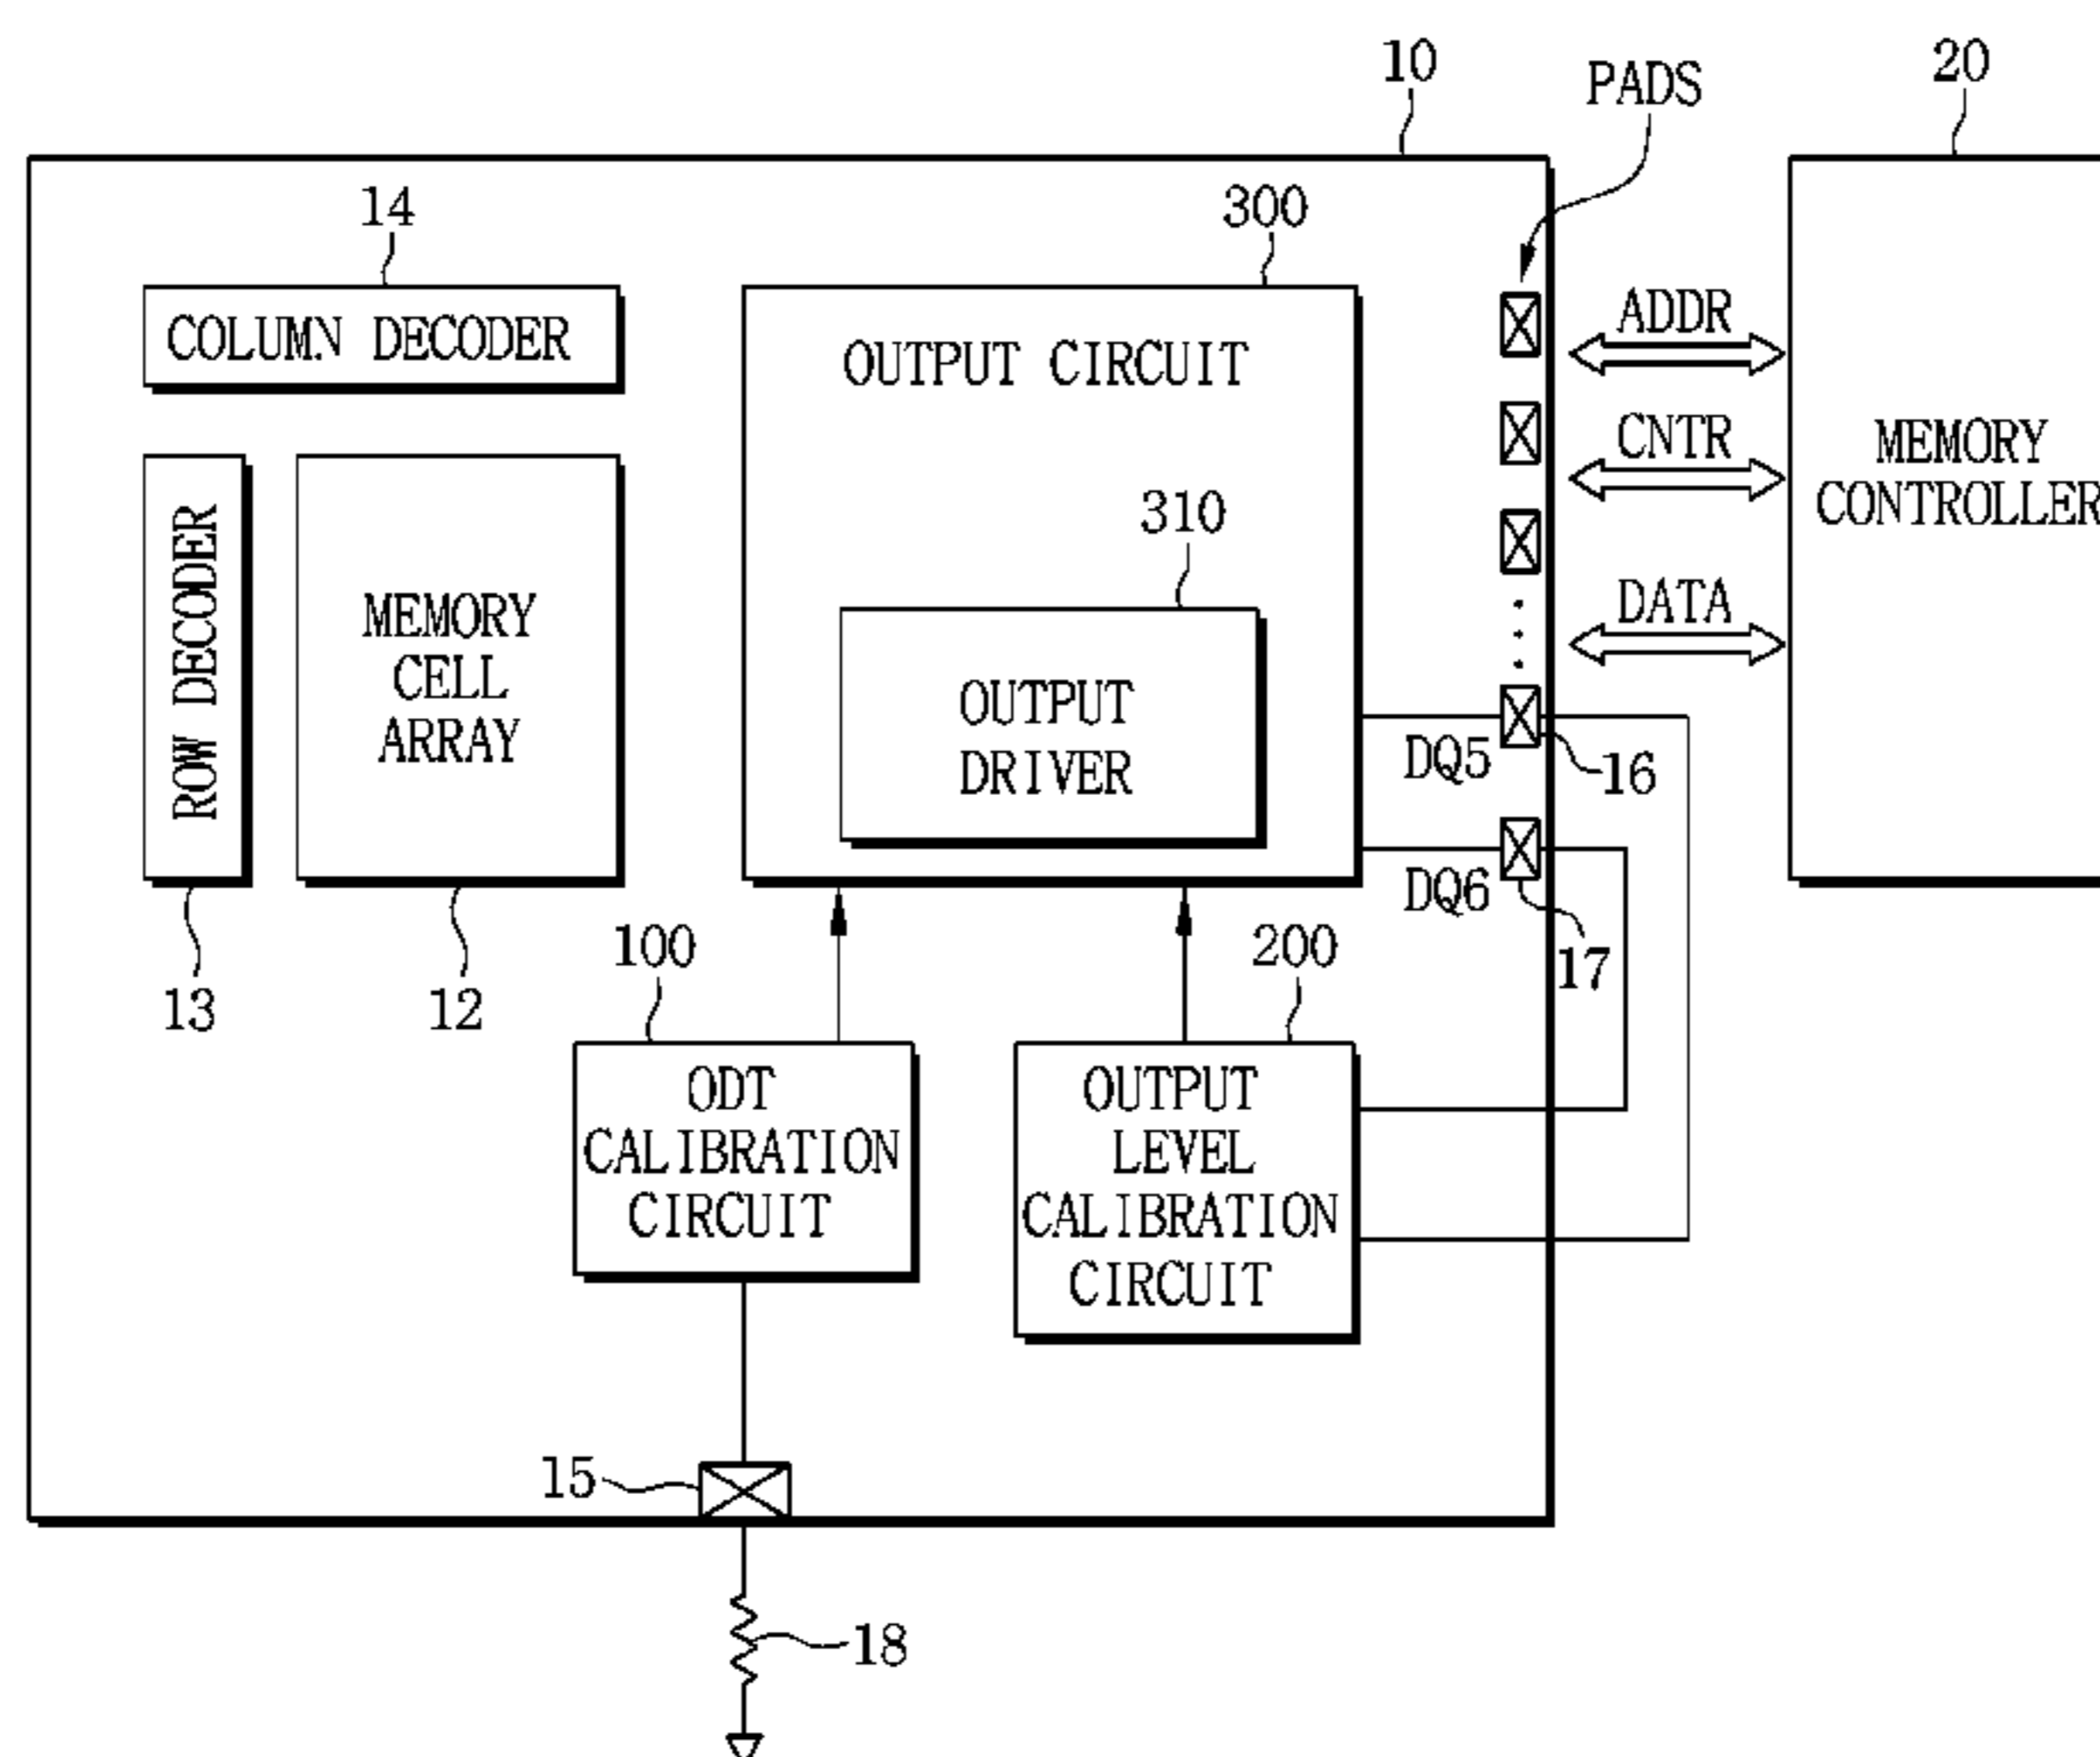 10
PADS
20
14
300
COLUMN DECODER
OUTPUT CIRCUIT
ADDR
CNTR
MEMORY
CONTROLLER
310
ROW DECODER
MEMORY
CELL
ARRAY
DATA
OUTPUT
DRIVER
DQ5
16
DQ6
17
13
12
100
200
ODT
CALIBRATION
CIRCUIT
OUTPUT
LEVEL
CALIBRATION
CIRCUIT
15
18